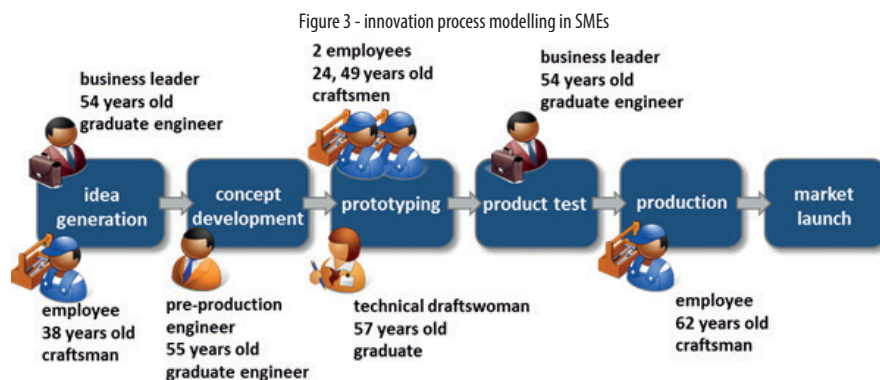 Figure 3 - innovation process modelling in SMEs
business leader
54 years old
graduate engineer
2 employees
24, 49 years old
craftsmen
business leader
54 years old
graduate engineer
idea
generation
concept
development
prototyping
product test
production
market
launch
employee
38 years old
craftsman
pre-production
engineer
55 years old
graduate engineer
technical draftswoman
57 years old
graduate
employee
62 years old
craftsman